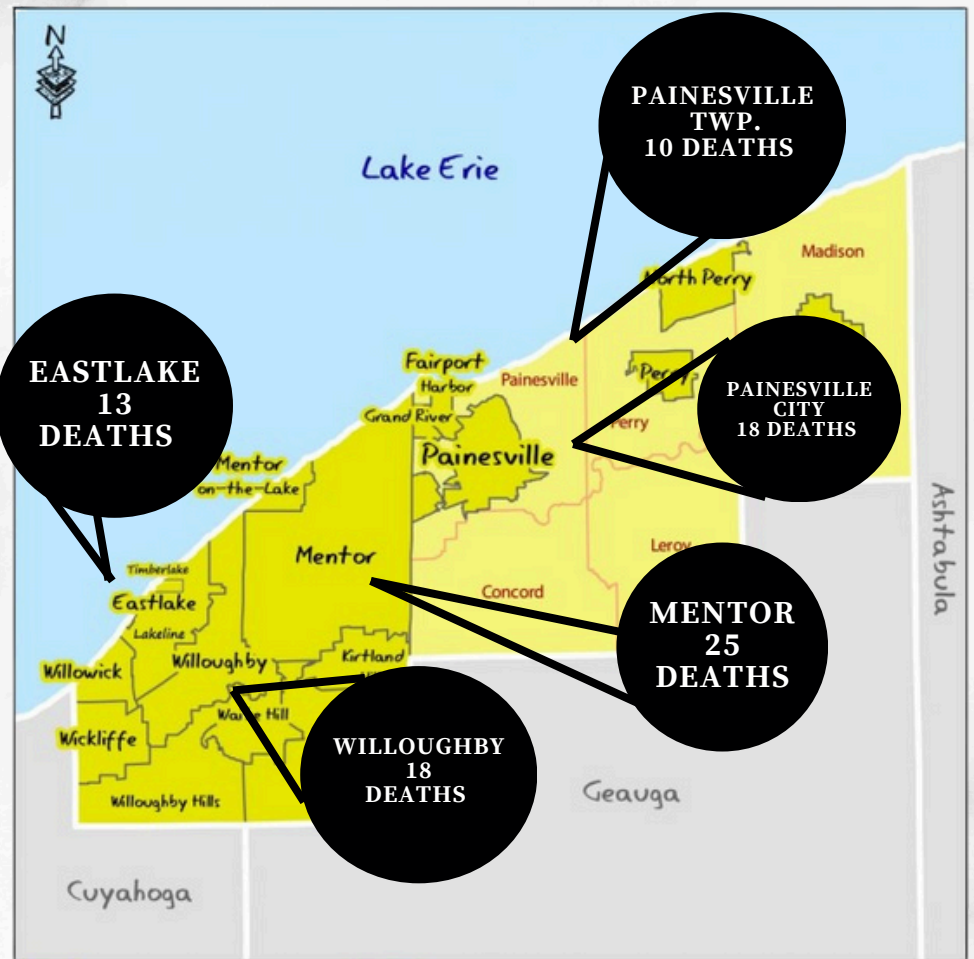 N
Lake Erie
PAINESVILLE
TWP.
10 DEATHS
Madison
North Perry
EASTLAKE
13
DEATHS
Fairport
Harbor
Painesville
Perry
PAINESVILLE
CITY
18 DEATHS
Grand River
Perry
Painesville
Mentor
on-the-Lake
Ashtabula
Mentor
Leroy
Timberlake
Eastlake
Concord
Lakeline
MENTOR
25
DEATHS
Willowick
Willoughby
Kirtland
Wickliffe
Waite Hill
WILLOUGHBY
18
DEATHS
Willoughby Hills
Geauga
Cuyahoga